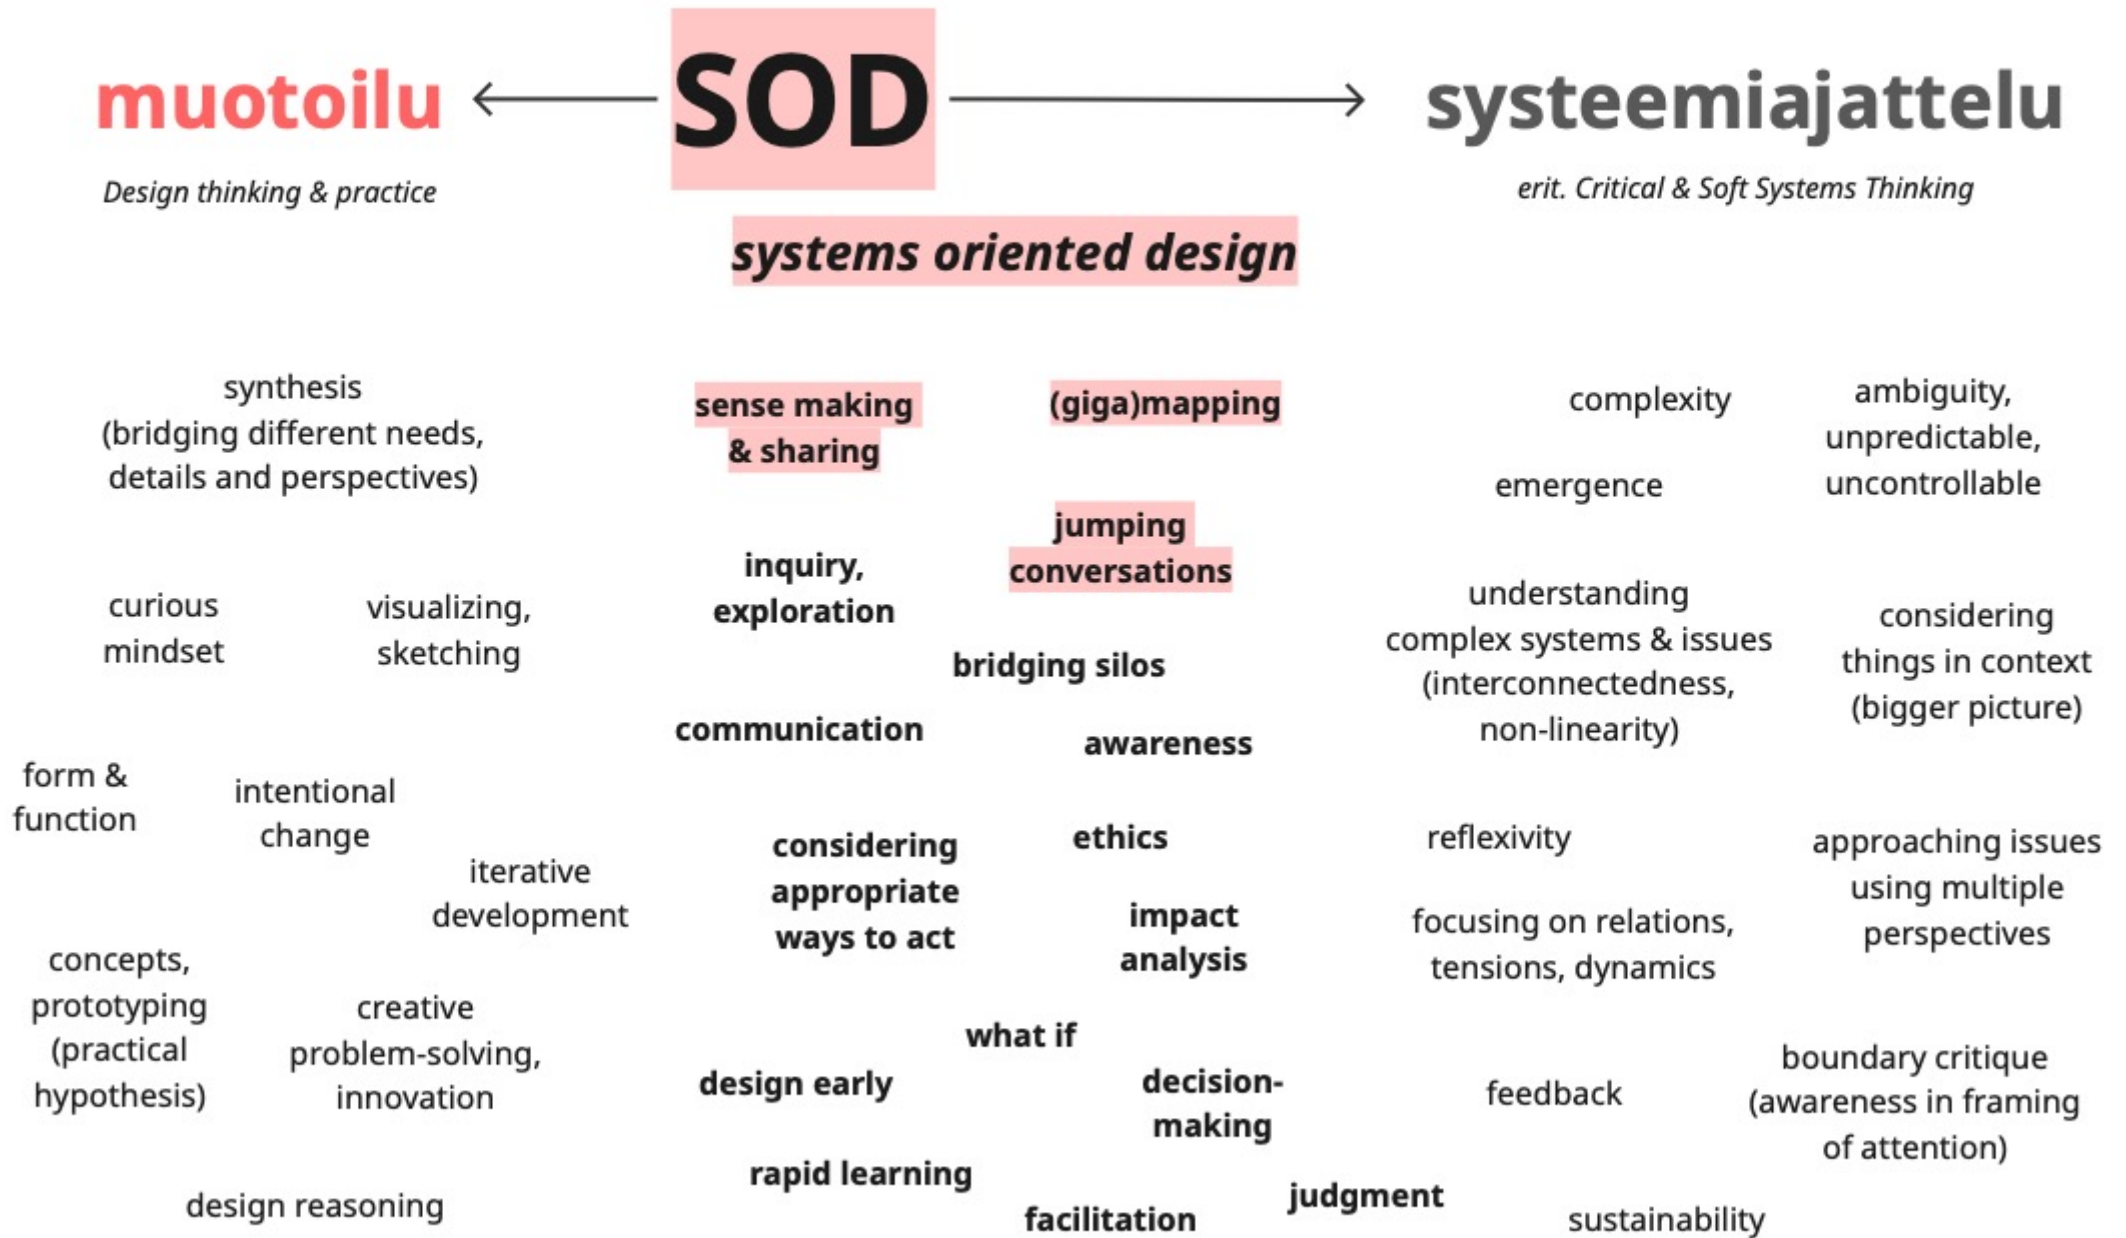 muotoilu
SOD
systeemiajattelu
Design thinking & practice
erit. Critical & Soft Systems Thinking
systems oriented design
synthesis
(bridging different needs,
details and perspectives)
curious
mindset
visualizing,
sketching
form &
function
intentional
change
iterative
development
concepts,
prototyping
(practical
hypothesis)
creative
problem-solving,
innovation
design reasoning
sense making
& sharing
(giga)mapping
jumping
conversations
inquiry,
exploration
bridging silos
communication
awareness
considering
appropriate
ways to act
ethics
impact
analysis
what if
design early
decision-
making
rapid learning
facilitation
judgment
complexity
ambiguity,
unpredictable,
uncontrollable
emergence
understanding
complex systems & issues
(interconnectedness,
non-linearity)
considering
things in context
(bigger picture)
reflexivity
approaching issues
using multiple
perspectives
focusing on relations,
tensions, dynamics
feedback
boundary critique
(awareness in framing
of attention)
sustainability